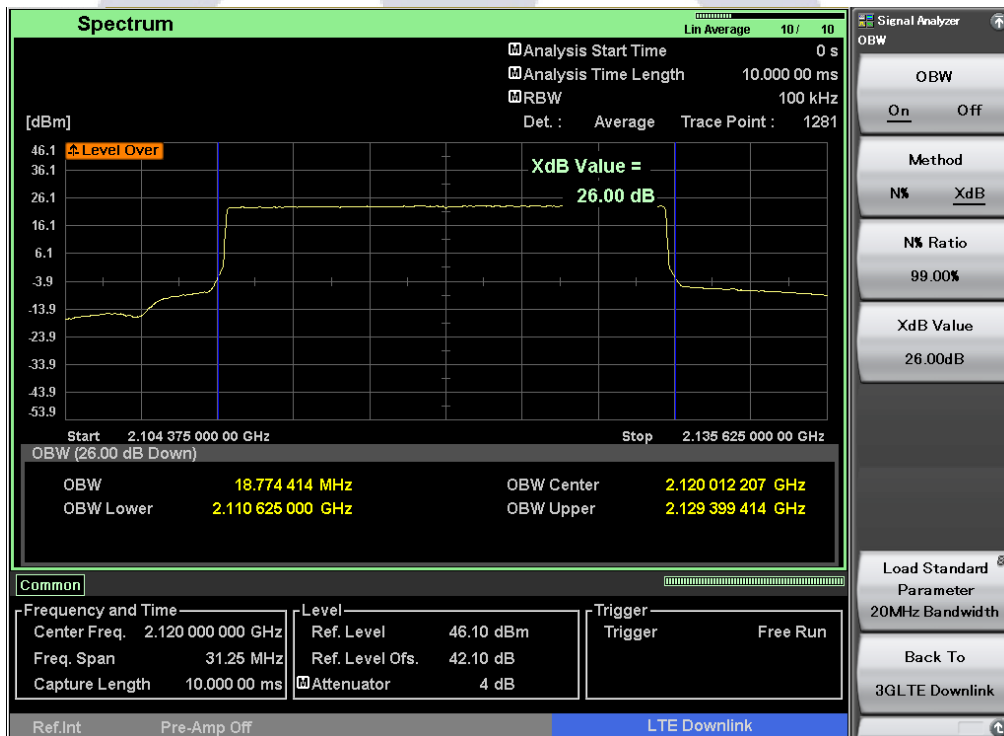 Spectrum
Lin Average 10 / 10
M Analysis Start Time 0 s
M Analysis Time Length 10.000 00 ms
M RBW 100 kHz
[dBm] Det. : Average Trace Point : 1281
Level Over
XdB Value =
26.00 dB
46.1
36.1
26.1
16.1
6.1
-3.9
-13.9
-23.9
-33.9
-43.9
-53.9
Start 2.104 375 000 00 GHz Stop 2.135 625 000 00 GHz
OBW (26.00 dB Down)
OBW 18.774 414 MHz OBW Center 2.120 012 207 GHz
OBW Lower 2.110 625 000 GHz OBW Upper 2.129 399 414 GHz
Common
Frequency and Time
Center Freq. 2.120 000 000 GHz
Freq. Span 31.25 MHz
Capture Length 10.000 00 ms
Level
Ref. Level 46.10 dBm
Ref. Level Ofs. 42.10 dB
M Attenuator 4 dB
Trigger
Trigger Free Run
Ref.Int Pre-Amp Off LTE Downlink
Signal Analyzer
OBW
OBW
On Off
Method
N% XdB
N% Ratio
99.00%
XdB Value
26.00dB
Load Standard
Parameter
20MHz Bandwidth
Back To
3GLTE Downlink